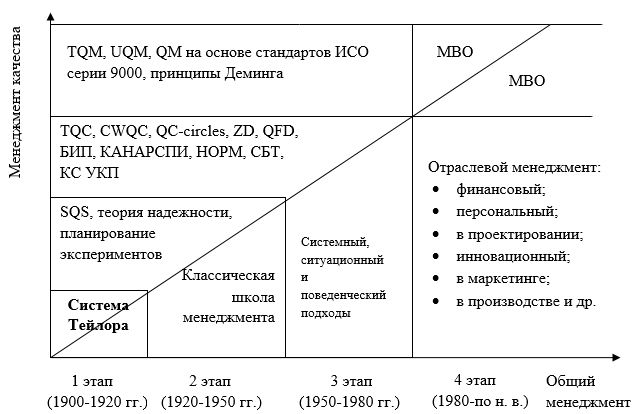 Менеджмент качества
TQM, UQM, QM на основе стандартов ИСО
серии 9000, принципы Деминга
МВО
МВО
TQC, CWQC, QC-circles, ZD, QFD,
БИП, КАНАРСПИ, НОРМ, СБТ,
КС УКП
SQS, теория надежности,
планирование
экспериментов
Система
Тейлора
Классическая
школа
менеджмента
Системный,
ситуационный
и
поведенческий
подходы
Отраслевой менеджмент:
• финансовый;
• персональный;
• в проектировании;
• инновационный;
• в маркетинге;
• в производстве и др.
1 этап
(1900-1920 гг.)
2 этап
(1920-1950 гг.)
3 этап
(1950-1980 гг.)
4 этап
(1980-по н. в.)
Общий
менеджмент